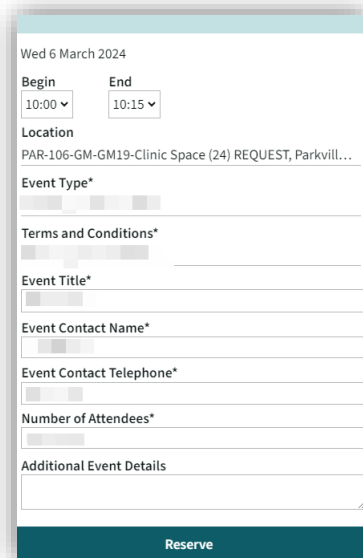 Wed 6 March 2024
Begin End
10:00 10:15
Location
PAR-106-GM-GM19-Clinic Space (24) REQUEST, Parkvill...
Event Type*
Terms and Conditions*
Event Title*
Event Contact Name*
Event Contact Telephone*
Number of Attendees*
Additional Event Details
Reserve